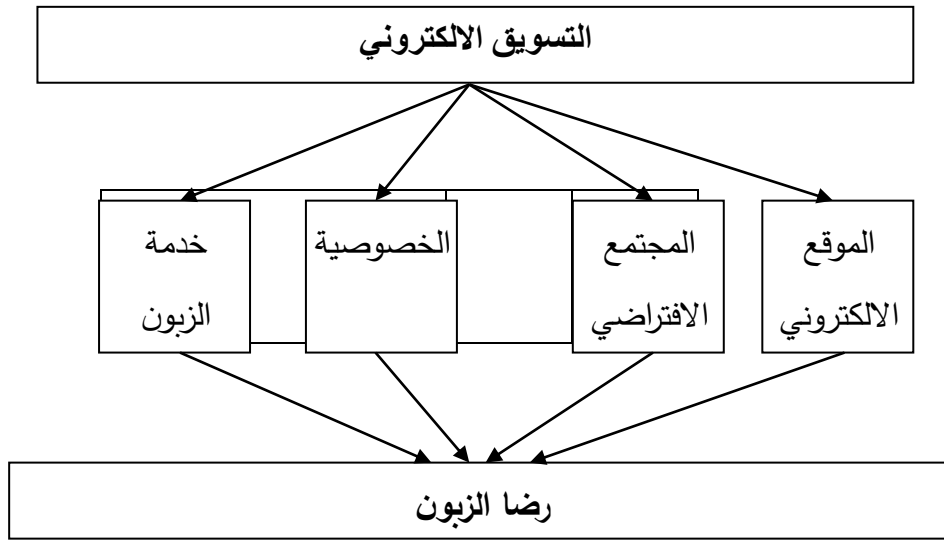 التسويق الالكتروني
الموقع
الالكتروني
المجتمع
الافتراضي
الخصوصية
خدمة
الزبون
رضا الزبون